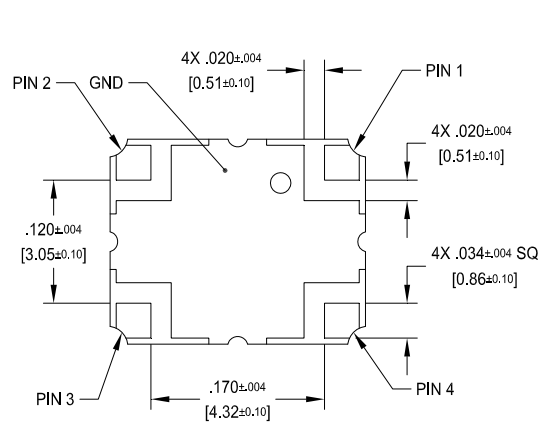 4X .020±.004
[0.51±0.10]
PIN 2
GND
PIN 1
4X .020±.004
[0.51±0.10]
.120±.004
[3.05±0.10]
4X .034±.004 SQ
[0.86±0.10]
PIN 3
.170±.004
[4.32±0.10]
PIN 4